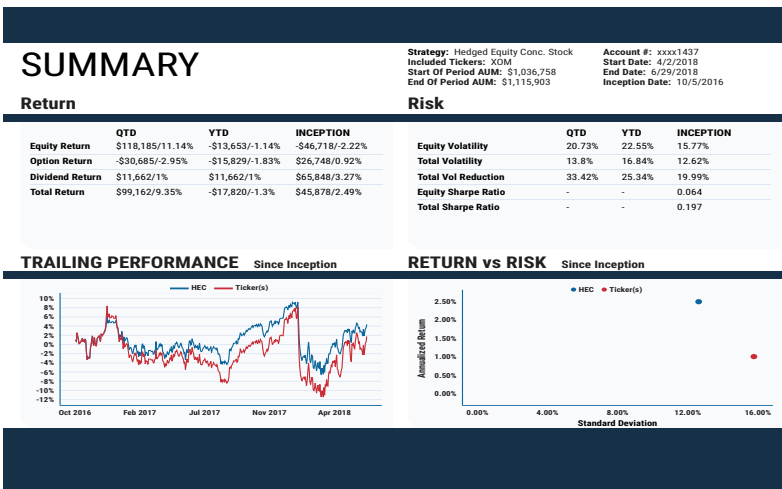 SUMMARY
Strategy: Hedged Equity Conc. Stock
Included Tickers: XOM
Start Of Period AUM: $1,036,758
End Of Period AUM: $1,115,903
Account #: xxxx1437
Start Date: 4/2/2018
End Date: 6/29/2018
Inception Date: 10/5/2016
Return
QTD YTD INCEPTION
Equity Return $118,185/11.14% -$13,653/-1.14% -$46,718/-2.22%
Option Return -$30,685/-2.95% -$15,829/-1.83% $26,748/0.92%
Dividend Return $11,662/1% $11,662/1% $65,848/3.27%
Total Return $99,162/9.35% -$17,820/-1.3% $45,878/2.49%
Risk
QTD YTD INCEPTION
Equity Volatility 20.73% 22.55% 15.77%
Total Volatility 13.8% 16.84% 12.62%
Total Vol Reduction 33.42% 25.34% 19.99%
Equity Sharpe Ratio - - 0.064
Total Sharpe Ratio - - 0.197
TRAILING PERFORMANCE Since Inception
HEC Ticker(s)
10%
8%
6%
4%
2%
0%
-2%
-4%
-6%
-8%
-10%
-12%
Oct 2016 Feb 2017 Jul 2017 Nov 2017 Apr 2018
RETURN vs RISK Since Inception
HEC Ticker(s)
Annualized Return
2.50%
2.00%
1.50%
1.00%
0.50%
0.00%
0.00% 4.00% 8.00% 12.00% 16.00%
Standard Deviation